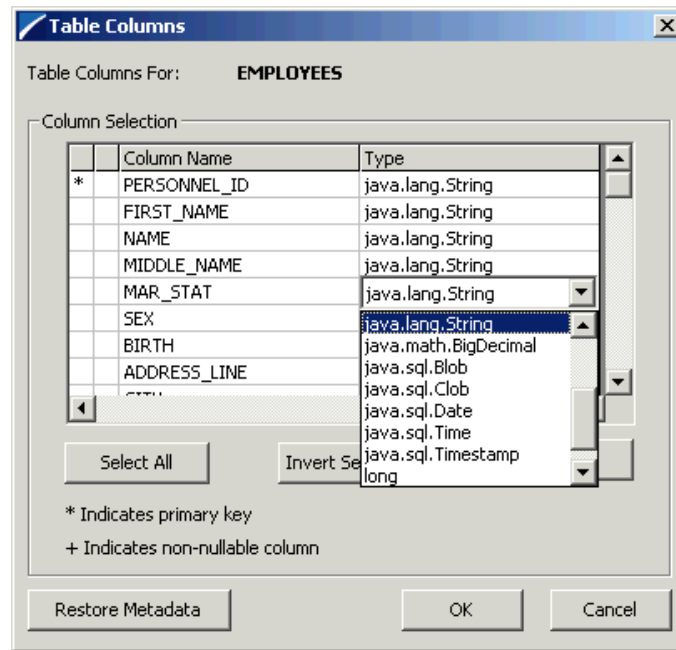 Table Columns
Table Columns For: EMPLOYEES
Column Selection
Column Name Type
* PERSONNEL_ID java.lang.String
FIRST_NAME java.lang.String
NAME java.lang.String
MIDDLE_NAME java.lang.String
MAR_STAT java.lang.String
SEX java.lang.String
BIRTH java.math.BigDecimal
ADDRESS_LINE java.sql.Blob
java.sql.Clob
java.sql.Date
java.sql.Time
java.sql.Timestamp
long
Select All Invert Se
* Indicates primary key
+ Indicates non-nullable column
Restore Metadata OK Cancel